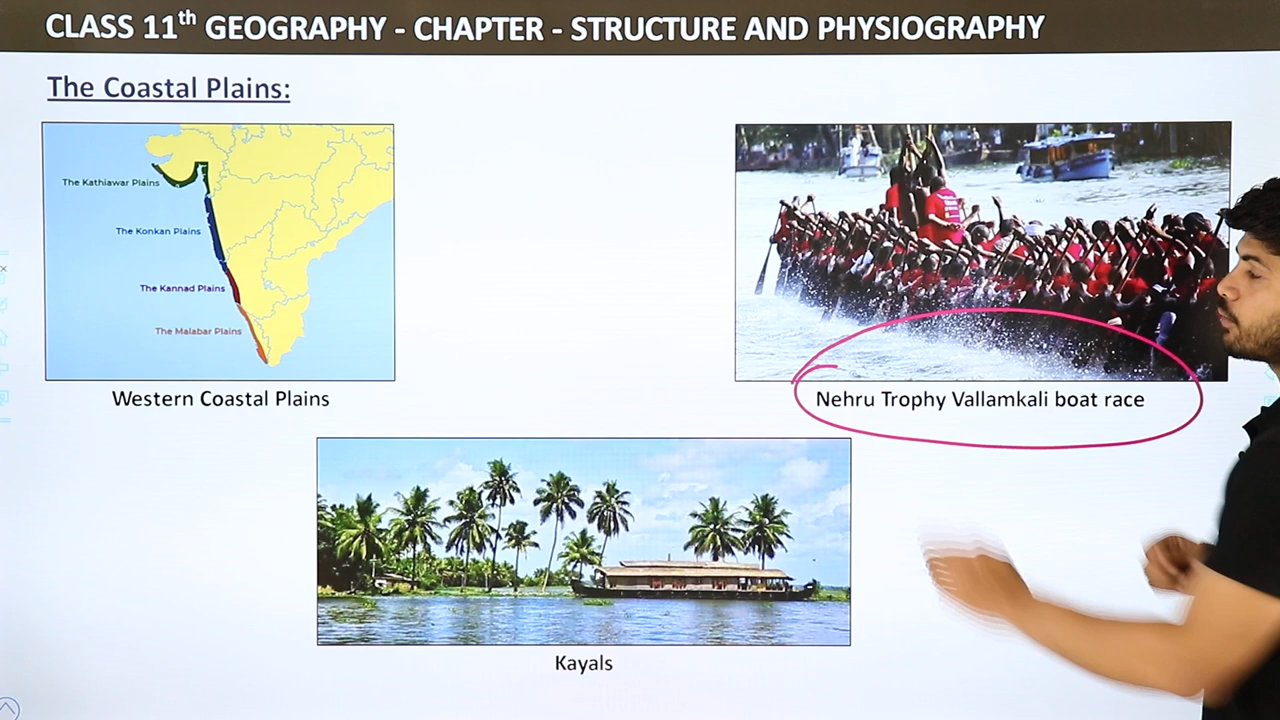 CLASS 11th GEOGRAPHY - CHAPTER - STRUCTURE AND PHYSIOGRAPHY
The Coastal Plains:
The Kathiawar Plains
The Konkan Plains
The Kannad Plains
The Malabar Plains
Western Coastal Plains
Nehru Trophy Vallamkali boat race
Kayals